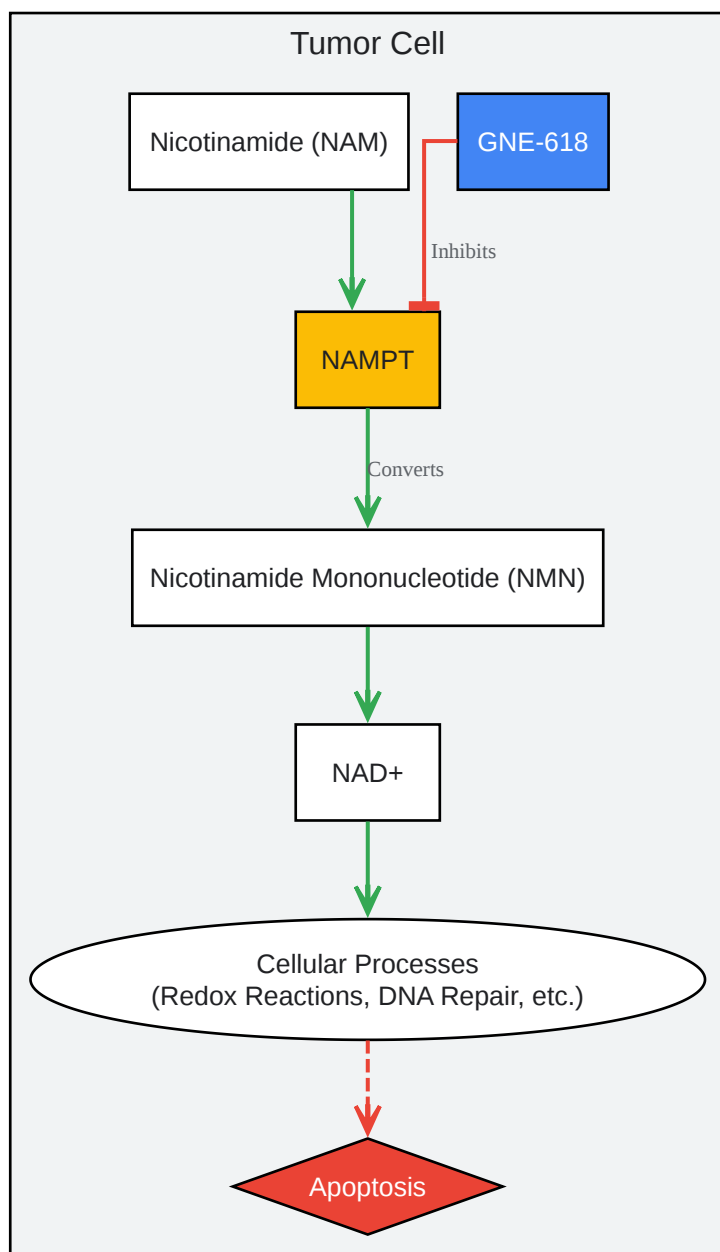 Tumor Cell
Nicotinamide (NAM)
GNE-618
Inhibits
NAMPT
Converts
Nicotinamide Mononucleotide (NMN)
NAD+
Cellular Processes
(Redox Reactions, DNA Repair, etc.)
Apoptosis